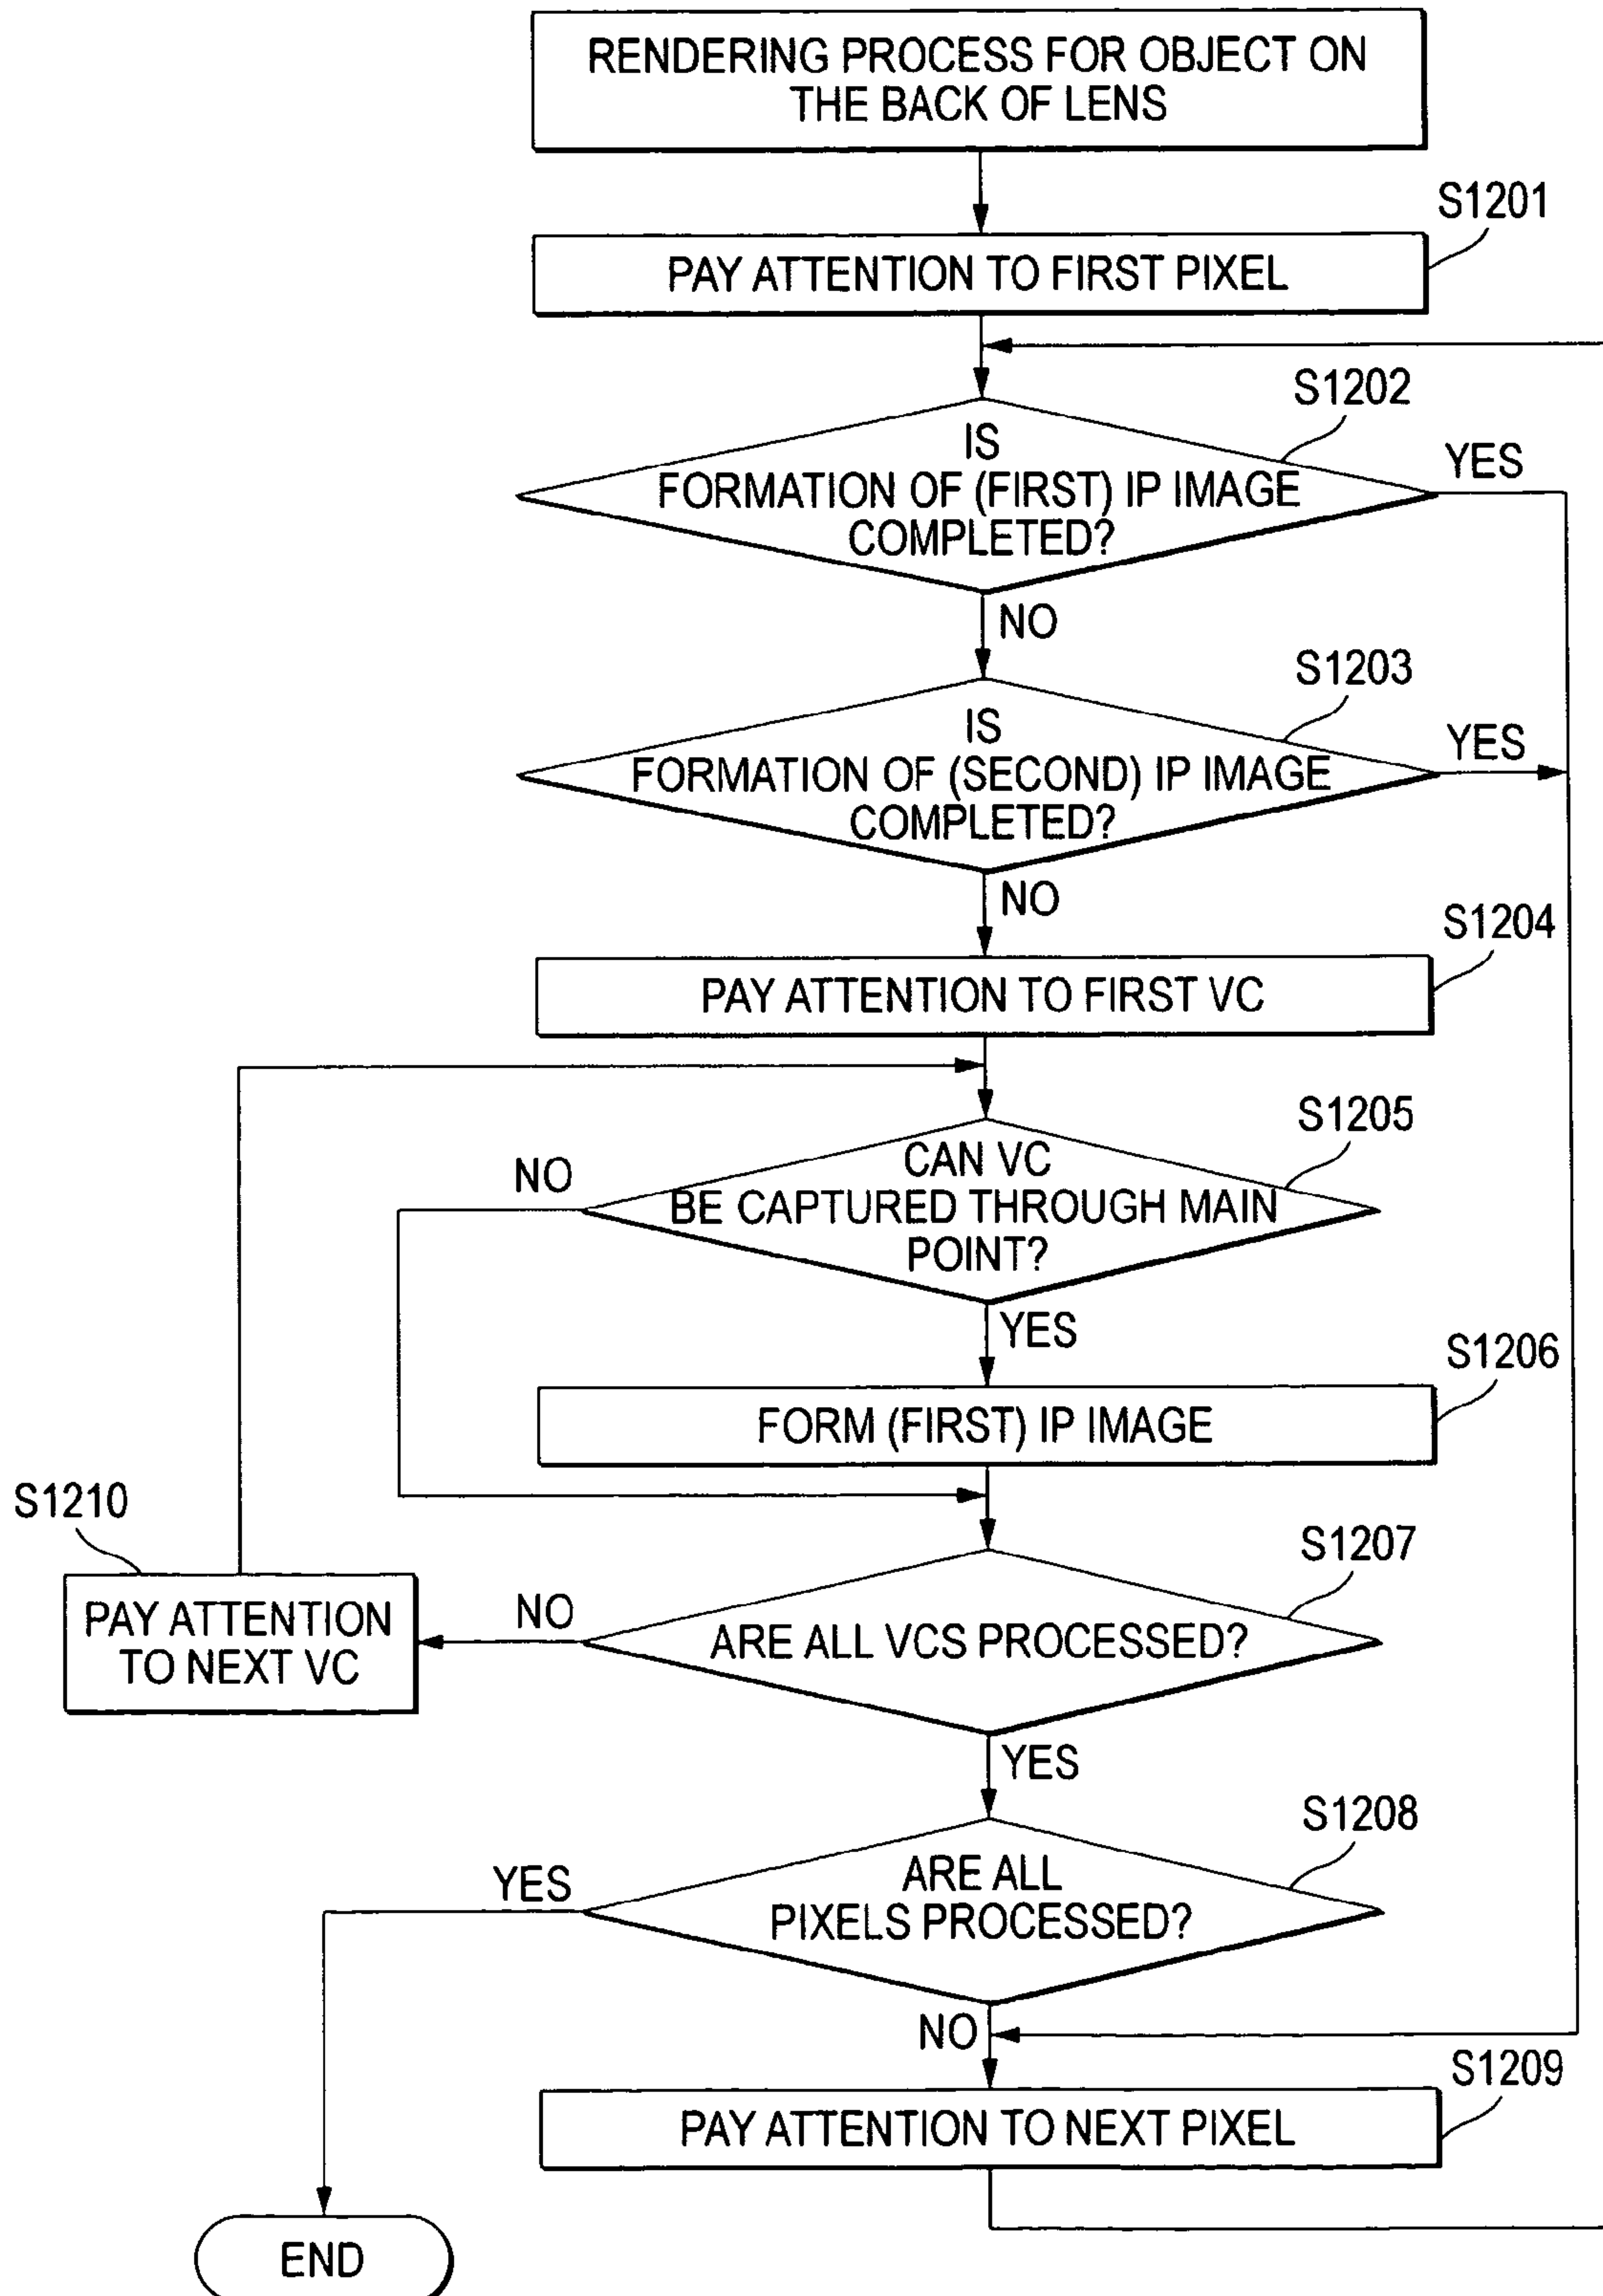 RENDERING PROCESS FOR OBJECT ON
THE BACK OF LENS
S1201
PAY ATTENTION TO FIRST PIXEL
S1202
IS
FORMATION OF (FIRST) IP IMAGE
COMPLETED?
YES
NO
S1203
IS
FORMATION OF (SECOND) IP IMAGE
COMPLETED?
YES
NO
S1204
PAY ATTENTION TO FIRST VC
S1205
CAN VC
BE CAPTURED THROUGH MAIN
POINT?
NO
YES
S1206
FORM (FIRST) IP IMAGE
S1210
PAY ATTENTION
TO NEXT VC
S1207
ARE ALL VCS PROCESSED?
NO
YES
S1208
ARE ALL
PIXELS PROCESSED?
YES
NO
S1209
PAY ATTENTION TO NEXT PIXEL
END